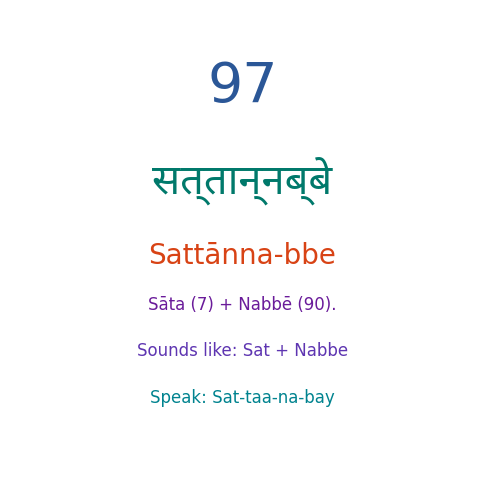 97
सत्तान्नब्बे
Sattānna-bbe
Sāta (7) + Nabbē (90).
Sounds like: Sat + Nabbe
Speak: Sat-taa-na-bay